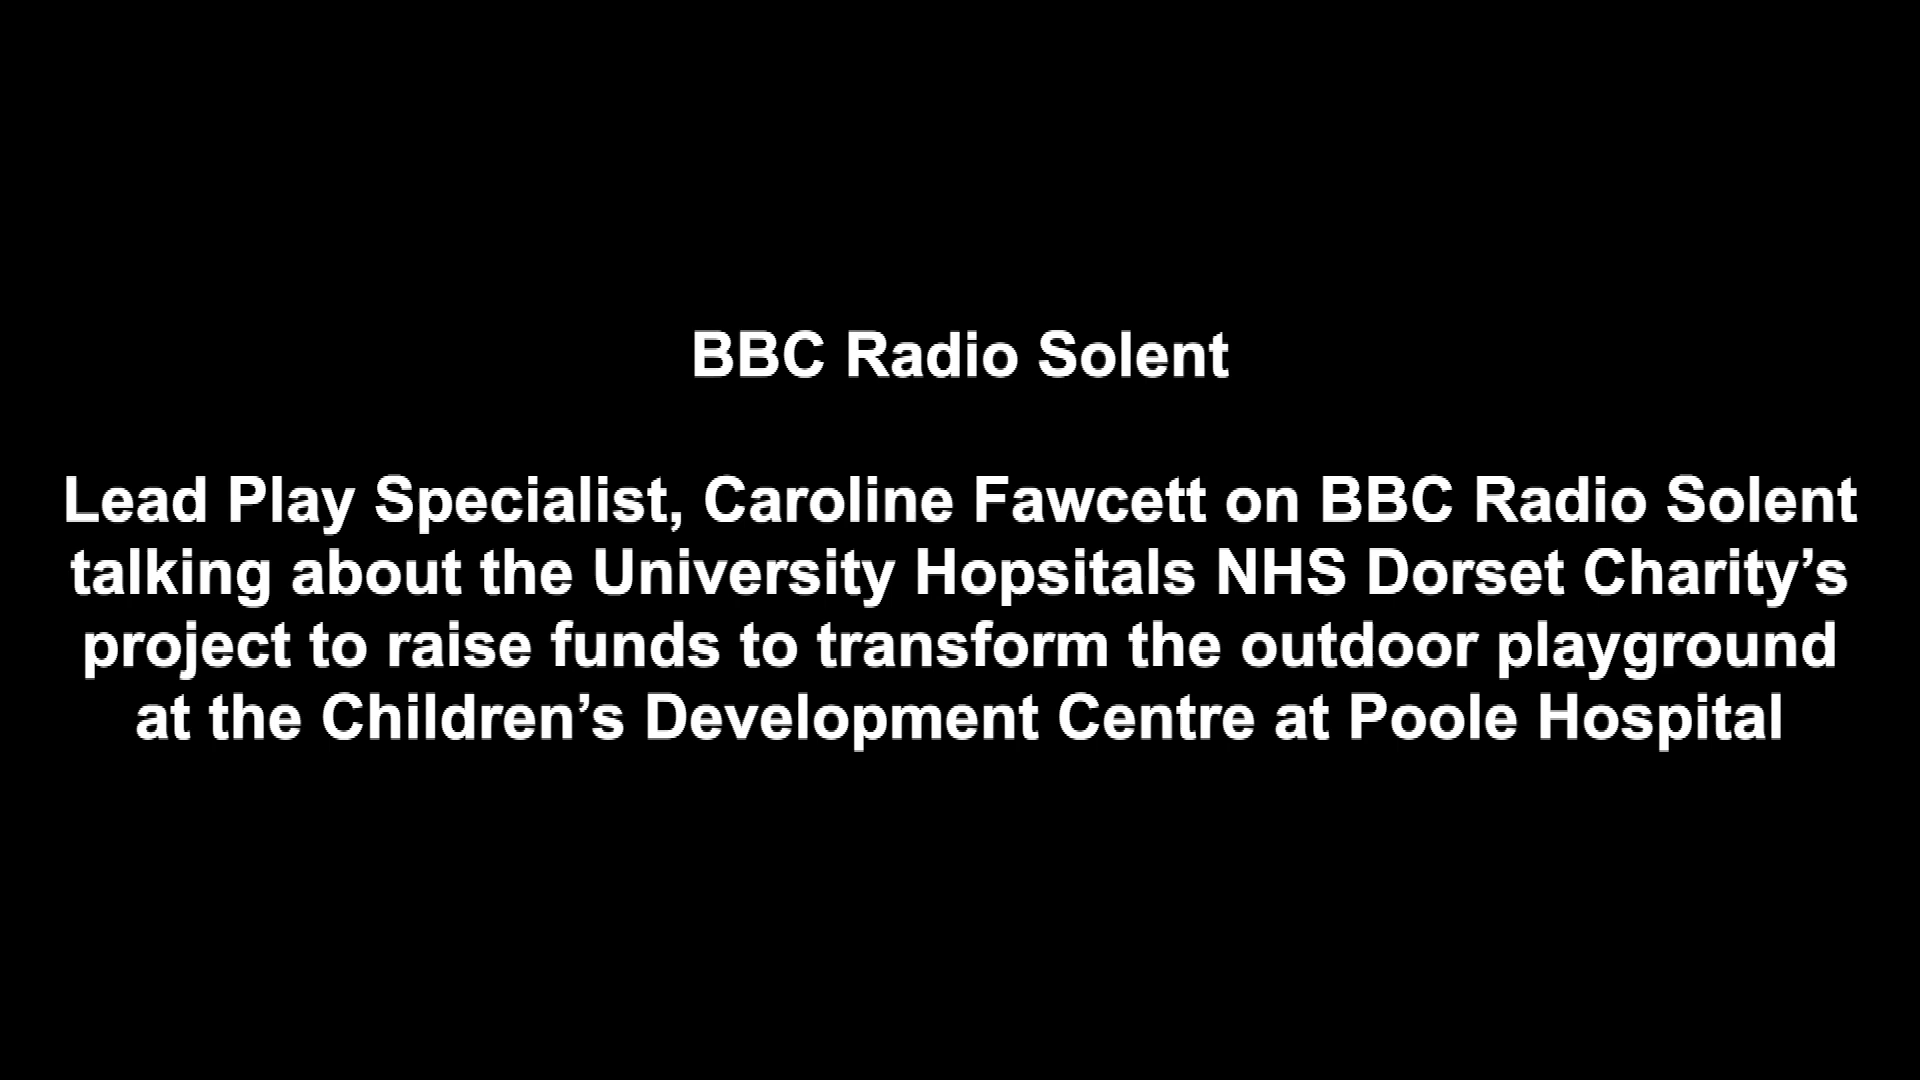 BBC Radio Solent
Lead Play Specialist, Caroline Fawcett on BBC Radio Solent
talking about the University Hopsitals NHS Dorset Charity’s
project to raise funds to transform the outdoor playground
at the Children’s Development Centre at Poole Hospital